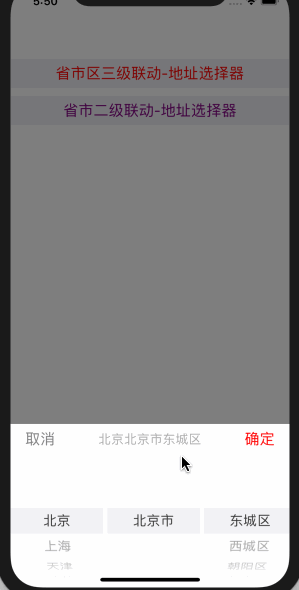 5:50
省市区三级联动-地址选择器
省市二级联动-地址选择器
取消 北京北京市东城区 确定
北京 北京市 东城区
上海 西城区
天津 朝阳区